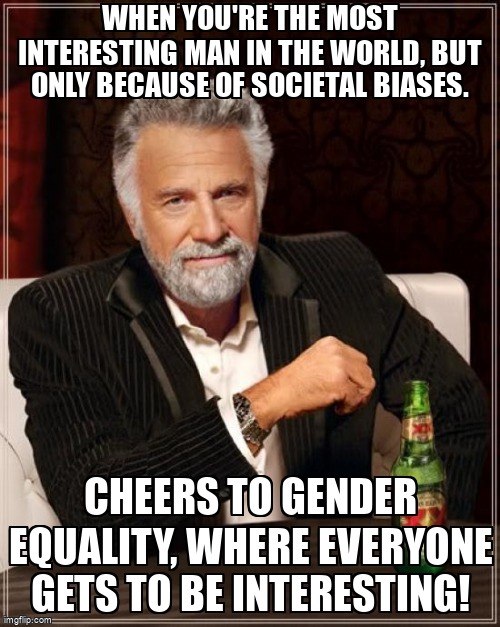 WHEN YOU'RE THE MOST
INTERESTING MAN IN THE WORLD, BUT
ONLY BECAUSE OF SOCIETAL BIASES.
XX
CHEERS TO GENDER
EQUALITY, WHERE EVERYONE
GETS TO BE INTERESTING!
imgflip.com